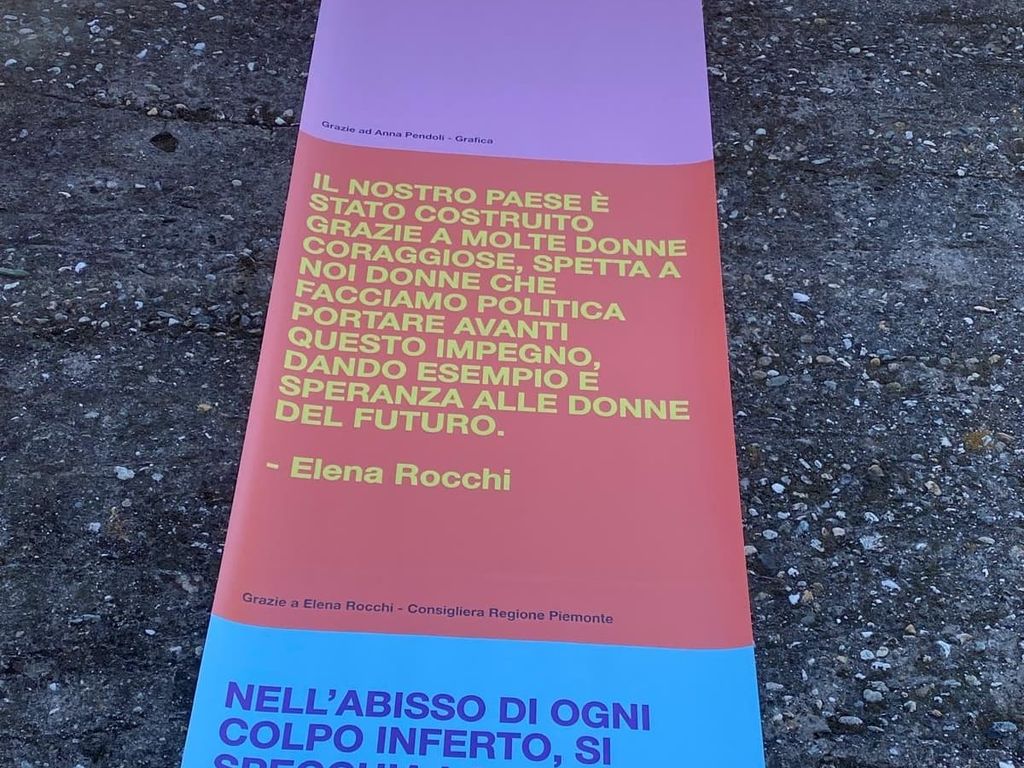 Grazie ad Anna Pendoli - Grafica
IL NOSTRO PAESE È
STATO COSTRUITO
GRAZIE A MOLTE DONNE
CORAGGIOSE, SPETTA A
NOI DONNE CHE
FACCIAMO POLITICA
PORTARE AVANTI
QUESTO IMPEGNO,
DANDO ESEMPIO E
SPERANZA ALLE DONNE
DEL FUTURO.
- Elena Rocchi
Grazie a Elena Rocchi - Consigliera Regione Piemonte
NELL'ABISSO DI OGNI
COLPO INFERTO, SI